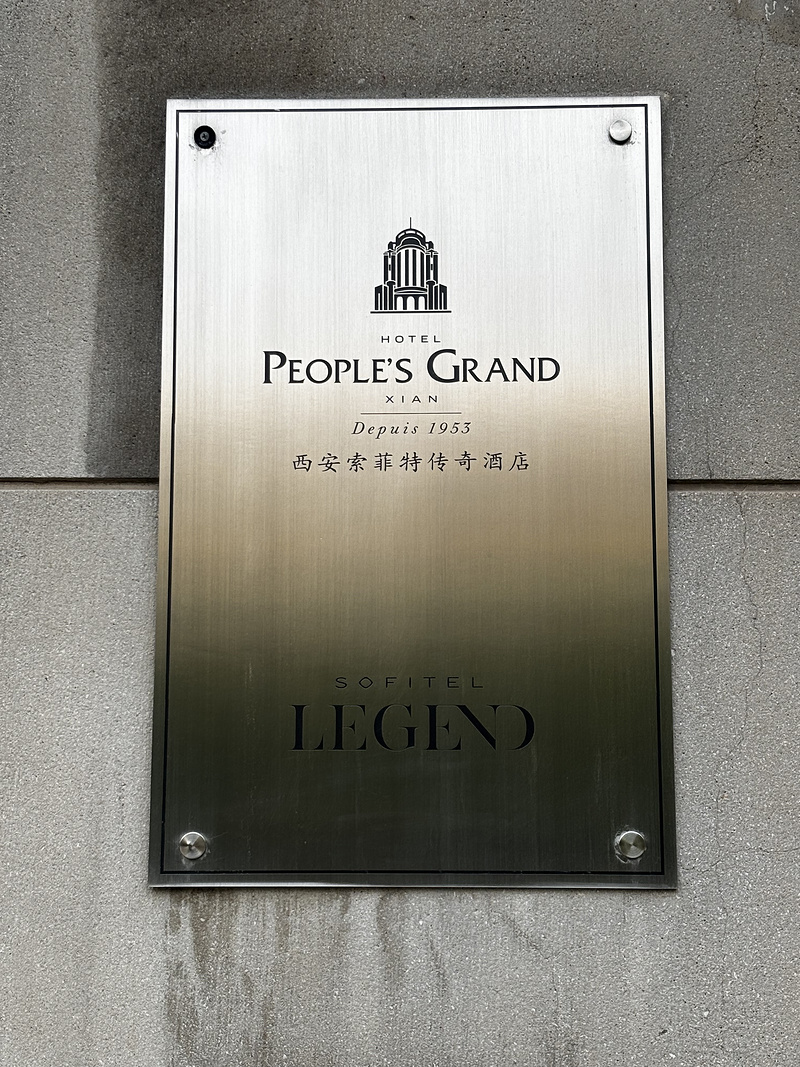 HOTEL
PEOPLE'S GRAND
XIAN
Depuis 1953
西安索菲特传奇酒店
SOFITEL
LEGEND